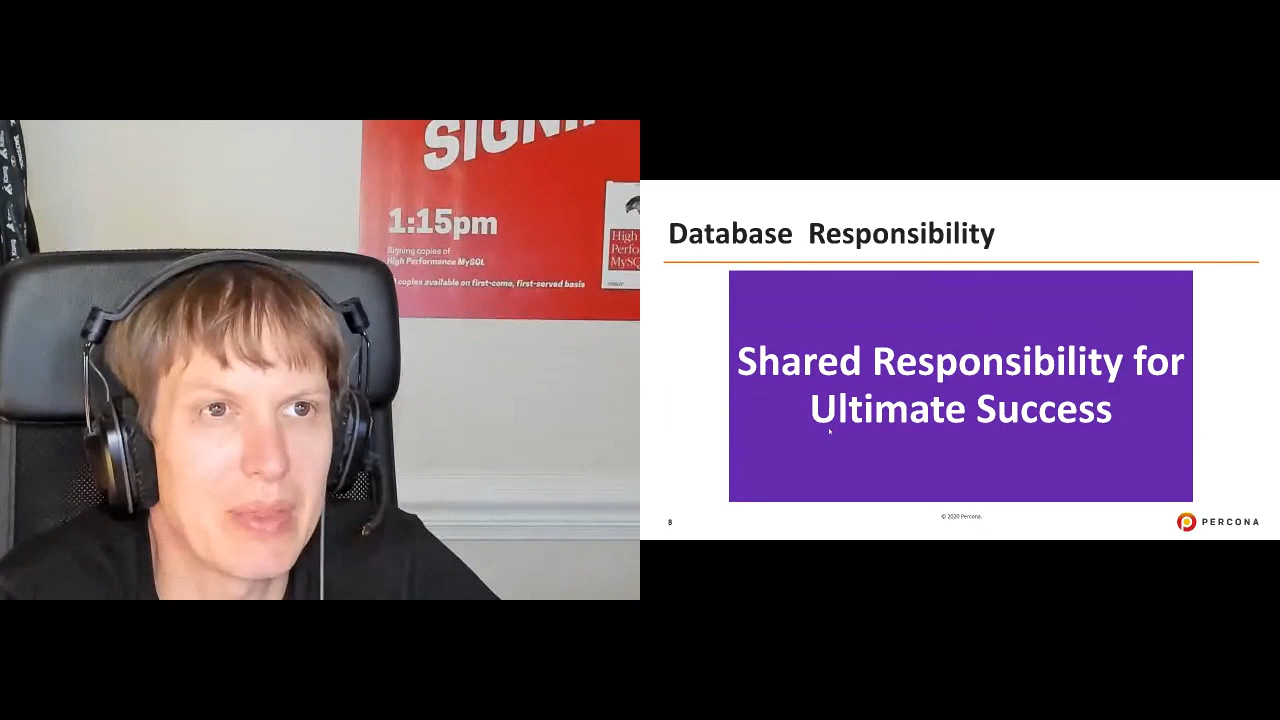 SIGNIN
1:15pm
Signing copies of
High Performance MySQL
copies available on first-come, first-served basis
High
Perfo
MySQ
Database  Responsibility
Shared Responsibility for
Ultimate Success
© 2020 Percona.
8
PERCONA